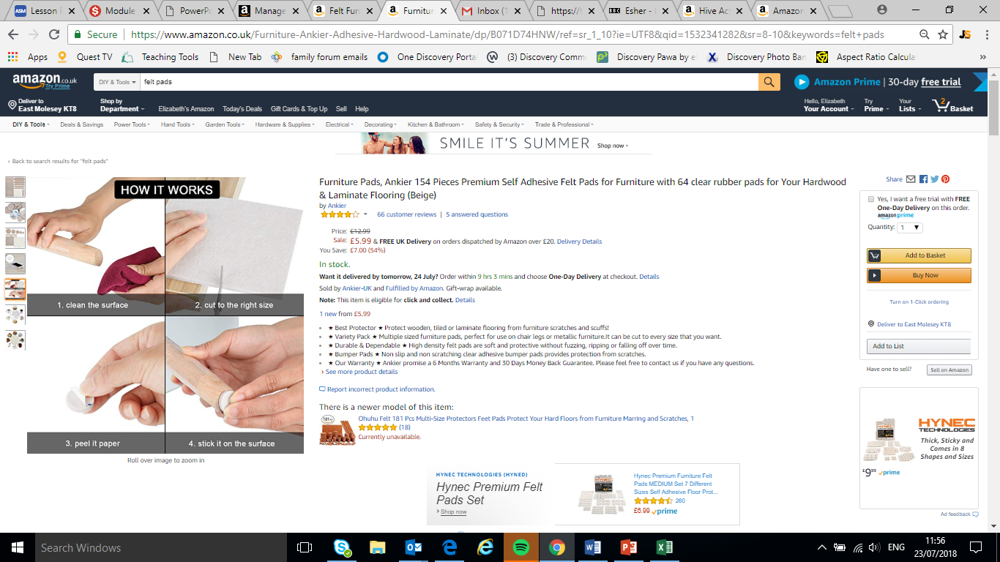 Lesson
Module
PowerPo
Manage
Felt Fur
Furnitur
Inbox (1
https://
Esher -
Hive Ac
Amazon
Secure
https://www.amazon.co.uk/Furniture-Ankier-Adhesive-Hardwood-Laminate/dp/B071D74HNW/ref=sr_1_10?ie=UTF8&qid=1532341282&sr=8-10&keywords=felt+pads
Apps
Quest TV
Teaching Tools
New Tab
family forum emails
One Discovery Porta
(3) Discovery Comm
Discovery Pawa by e
Discovery Photo Ban
Aspect Ratio Calcula
amazon.co.uk
Try Prime
DIY & Tools
felt pads
Amazon Prime | 30-day free trial
Deliver to
East Molesey KT8
Shop by
Department
Elizabeth's Amazon
Today's Deals
Gift Cards & Top Up
Sell
Help
Hello, Elizabeth
Your Account
Try
Prime
Your
Lists
2
Basket
DIY & Tools
Deals & Savings
Power Tools
Hand Tools
Garden Tools
Hardware & Supplies
Electrical
Decorating
Kitchen & Bathroom
Safety & Security
Trade & Professional
SMILE IT'S SUMMER
Shop now ›
‹ Back to search results for "felt pads"
HOW IT WORKS
1. clean the surface
2. cut to the right size
3. peel it paper
4. stick it on the surface
Roll over image to zoom in
Furniture Pads, Ankier 154 Pieces Premium Self Adhesive Felt Pads for Furniture with 64 clear rubber pads for Your Hardwood
& Laminate Flooring (Beige)
by Ankier
66 customer reviews | 5 answered questions
Price: £12.99
Sale: £5.99 & FREE UK Delivery on orders dispatched by Amazon over £20. Delivery Details
You Save: £7.00 (54%)
In stock.
Want it delivered by tomorrow, 24 July? Order within 9 hrs 3 mins and choose One-Day Delivery at checkout. Details
Sold by Ankier-UK and Fulfilled by Amazon. Gift-wrap available.
Note: This item is eligible for click and collect. Details
1 new from £5.99
★ Best Protector ★ Protect wooden, tiled or laminate flooring from furniture scratches and scuffs!
★ Variety Pack ★ Multiple sized furniture pads, perfect for use on chair legs or metallic furniture.It can be cut to every size that you want.
★ Durable & Dependable ★ High density felt pads are soft and protective without fuzzing, ripping or falling off over time.
★ Bumper Pads ★ Non slip and non scratching clear adhesive bumper pads provides protection from scratches.
★ Our Warranty ★ Ankier promise a 6 Months Warranty and 30 Days Money Back Guarantee. Please feel free to contact us if you have any questions.
› See more product details
Report incorrect product information.
There is a newer model of this item:
Ohuhu Felt 181 Pcs Multi-Size Protectors Feet Pads Protect Your Hard Floors from Furniture Marring and Scratches, 1
(18)
Currently unavailable.
HYNEC TECHNOLOGIES (HYNED)
Hynec Premium Felt
Pads Set
› Shop now
Hynec Premium Furniture Felt
Pads MEDIUM Set 7 Different
Sizes Self Adhesive Floor Prot...
260
£6.99 prime
Share
Yes, I want a free trial with FREE
One-Day Delivery on this order.
amazon prime
Quantity: 1
Add to Basket
Buy Now
Turn on 1-Click ordering
Deliver to East Molesey KT8
Add to List
Have one to sell?
Sell on Amazon
HYNEC
TECHNOLOGIES
Thick, Sticky and
Comes in 8
Shapes and Sizes
£9.99 prime
Ad feedback
Search Windows
ENG
11:56
23/07/2018